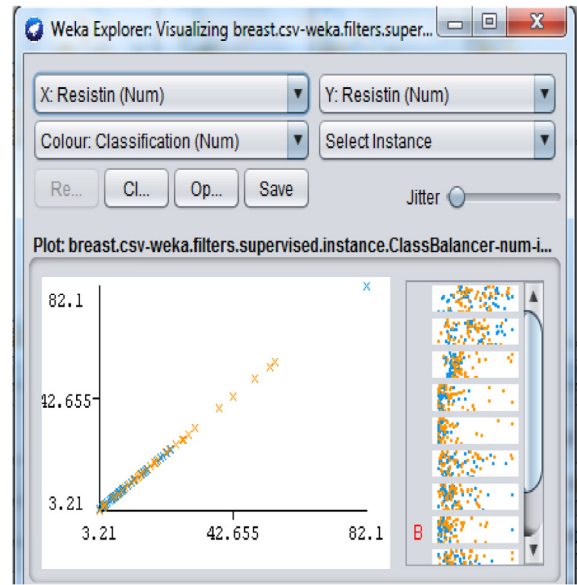 Weka Explorer: Visualizing breast.csv-weka.filters.super...
X: Resistin (Num) Y: Resistin (Num)
Colour: Classification (Num) Select Instance
Re... Cl... Op... Save Jitter
Plot: breast.csv-weka.filters.supervised.instance.ClassBalancer-num-i...
82.1
42.655
3.21
3.21 42.655 82.1
B